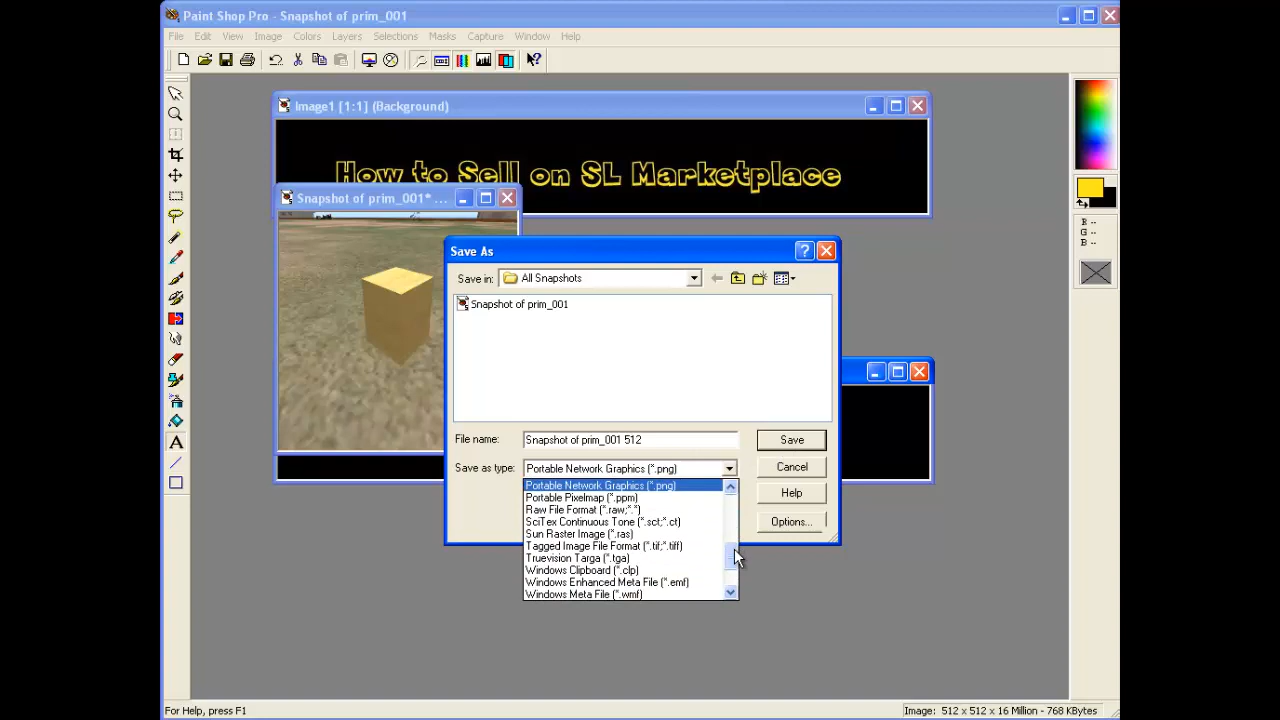 Paint Shop Pro - Snapshot of prim_001
File Edit View Image Colors Layers Selections Masks Capture Window Help
Image1 [1:1] (Background)
How to Sell on SL Marketplace
Snapshot of prim_001* ...
Save As
Save in: All Snapshots
Snapshot of prim_001
File name: Snapshot of prim_001 512 Save
Save as type: Portable Network Graphics (*.png) Cancel
Portable Network Graphics (*.png)
Help
Portable Pixelmap (*.ppm)
Raw File Format (*.raw;*.*)
SciTex Continuous Tone (*.sct;*.ct) Options...
Sun Raster Image (*.ras)
Tagged Image File Format (*.tif;*.tiff)
Truevision Targa (*.tga)
Windows Clipboard (*.clp)
Windows Enhanced Meta File (*.emf)
Windows Meta File (*.wmf)
R --
G --
B --
For Help, press F1 Image: 512 x 512 x 16 Million - 768 KBytes